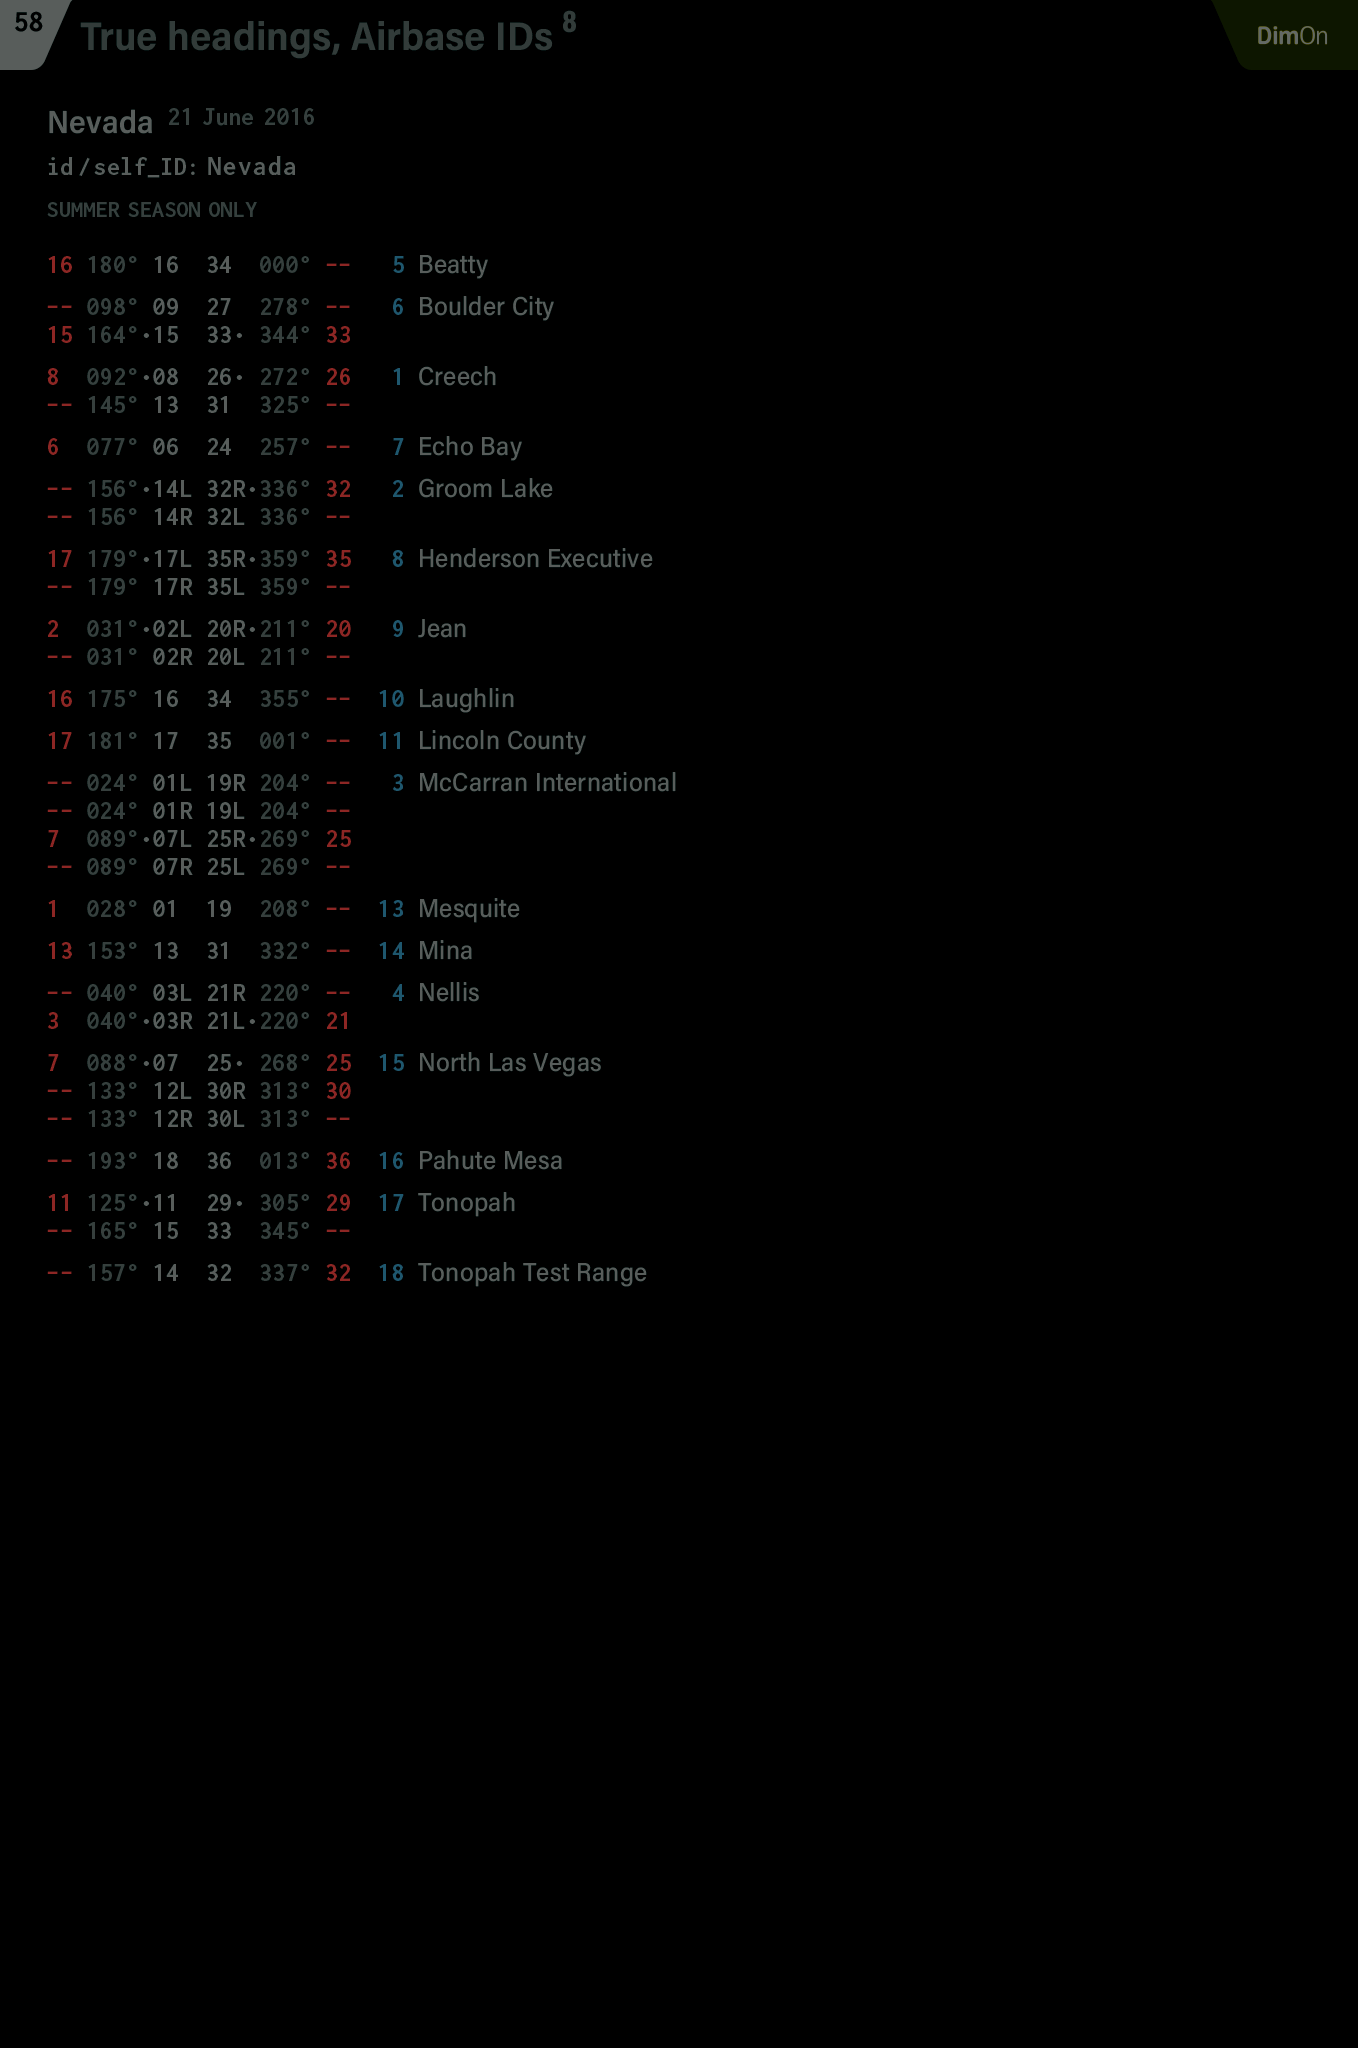 58 True headings, Airbase IDs 8 DimOn
Nevada 21 June 2016
id/self_ID: Nevada
SUMMER SEASON ONLY
16 180° 16 34 000° -- 5 Beatty
-- 098° 09 27 278° -- 6 Boulder City
15 164°·15 33· 344° 33
8 092°·08 26· 272° 26 1 Creech
-- 145° 13 31 325° --
6 077° 06 24 257° -- 7 Echo Bay
-- 156°·14L 32R·336° 32 2 Groom Lake
-- 156° 14R 32L 336° --
17 179°·17L 35R·359° 35 8 Henderson Executive
-- 179° 17R 35L 359° --
2 031°·02L 20R·211° 20 9 Jean
-- 031° 02R 20L 211° --
16 175° 16 34 355° -- 10 Laughlin
17 181° 17 35 001° -- 11 Lincoln County
-- 024° 01L 19R 204° -- 3 McCarran International
-- 024° 01R 19L 204° --
7 089°·07L 25R·269° 25
-- 089° 07R 25L 269° --
1 028° 01 19 208° -- 13 Mesquite
13 153° 13 31 332° -- 14 Mina
-- 040° 03L 21R 220° -- 4 Nellis
3 040°·03R 21L·220° 21
7 088°·07 25· 268° 25 15 North Las Vegas
-- 133° 12L 30R 313° 30
-- 133° 12R 30L 313° --
-- 193° 18 36 013° 36 16 Pahute Mesa
11 125°·11 29· 305° 29 17 Tonopah
-- 165° 15 33 345° --
-- 157° 14 32 337° 32 18 Tonopah Test Range